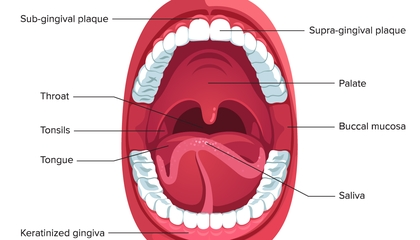 Sub-gingival plaque
Supra-gingival plaque
Palate
Throat
Buccal mucosa
Tonsils
Tongue
Saliva
Keratinized gingiva